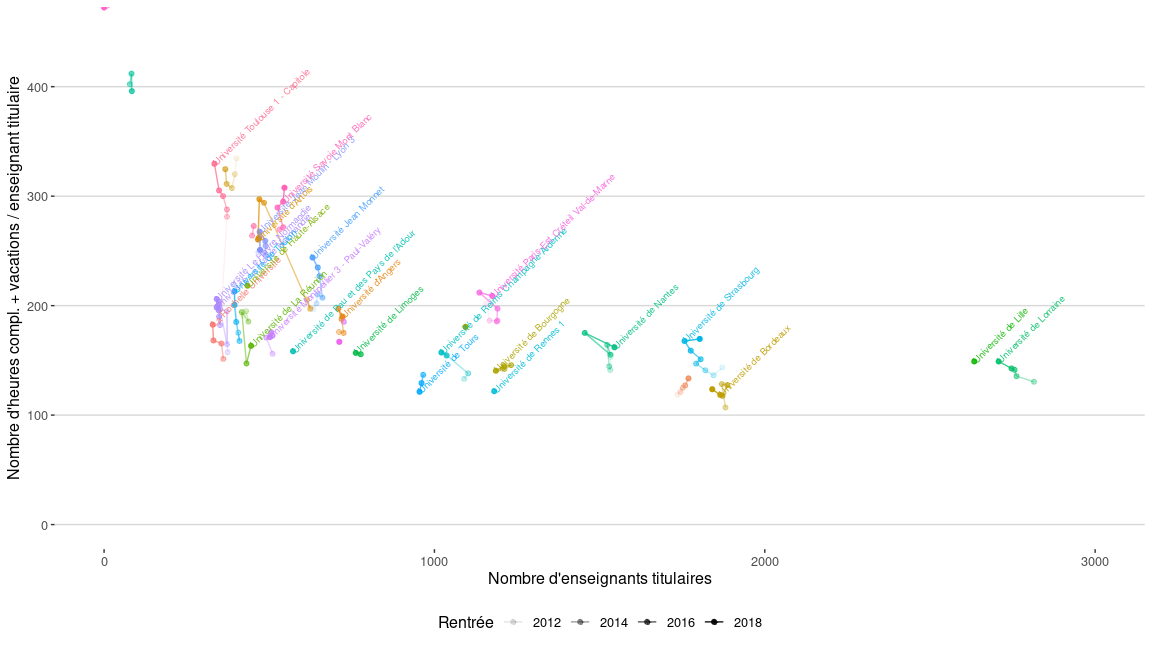 Nombre d'heures compl. + vacations / enseignant titulaire
400
300
200
100
0
Université Toulouse 1 - Capitole
Université Savoie Mont Blanc
Lyon 3
Université d'Artois
Université Jean Monnet
Université de Haute-Alsace
Université de La Réunion
3 - Paul-Valéry
Université de Pau et des Pays de l'Adour
Université d'Angers
Université de Limoges
Université Paris-Est Créteil Val-de-Marne
Université de Reims Champagne-Ardenne
Université de Tours
Université de Bourgogne
Université de Rennes 1
Université de Nantes
Université de Strasbourg
Université de Bordeaux
Université de Lille
Université de Lorraine
0
1000
2000
3000
Nombre d'enseignants titulaires
Rentrée
2012
2014
2016
2018